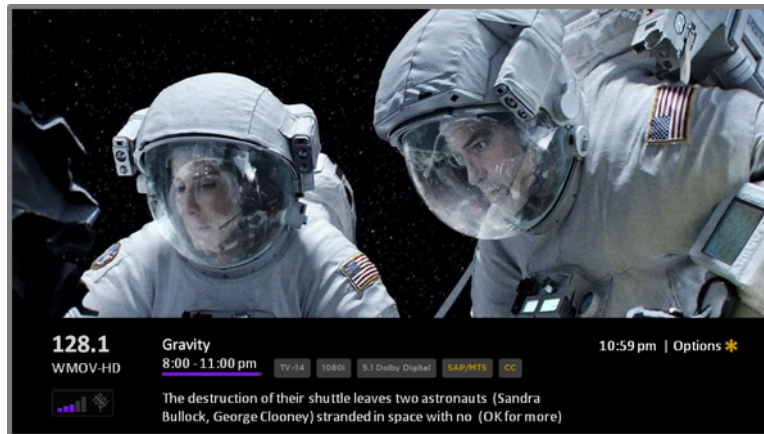 128.1
WMOV-HD
Gravity
8:00 - 11:00 pm TV-14 1080i 5.1 Dolby Digital SAP/MTS CC
10:59 pm | Options ✱
The destruction of their shuttle leaves two astronauts (Sandra
Bullock, George Clooney) stranded in space with no (OK for more)